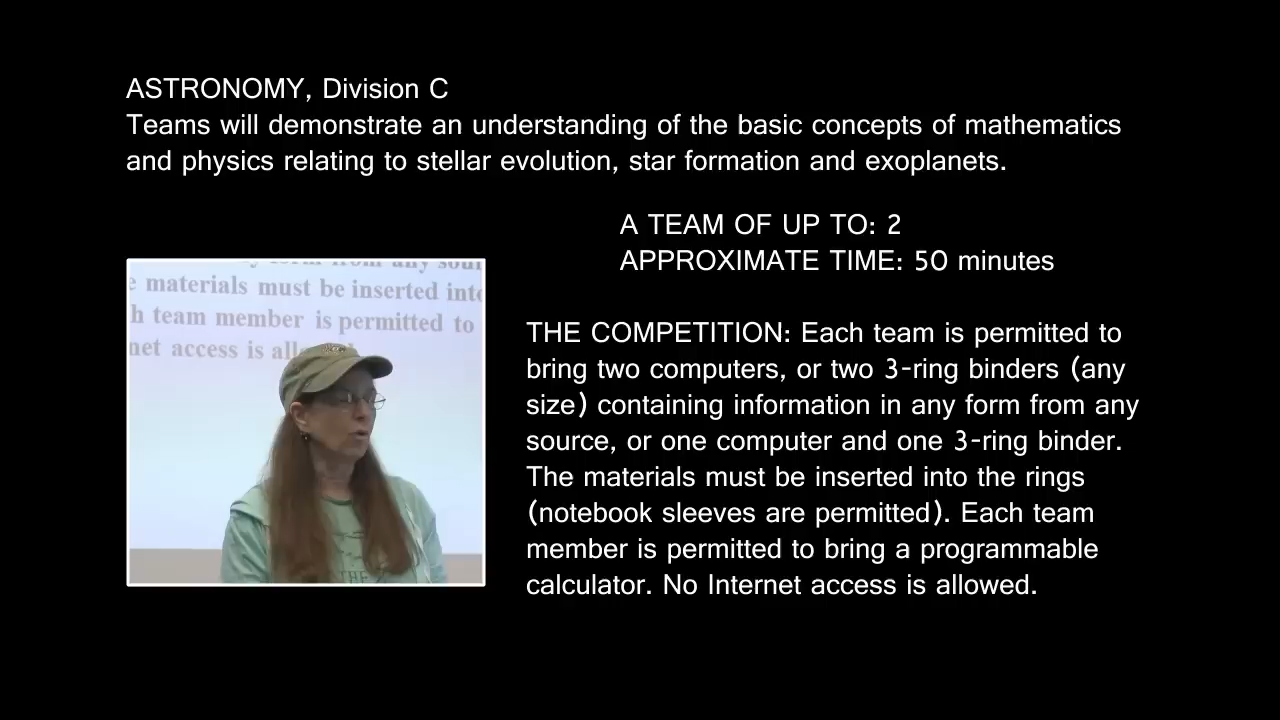 ASTRONOMY, Division C
Teams will demonstrate an understanding of the basic concepts of mathematics
and physics relating to stellar evolution, star formation and exoplanets.
A TEAM OF UP TO: 2
APPROXIMATE TIME: 50 minutes
THE COMPETITION: Each team is permitted to
bring two computers, or two 3-ring binders (any
size) containing information in any form from any
source, or one computer and one 3-ring binder.
The materials must be inserted into the rings
(notebook sleeves are permitted). Each team
member is permitted to bring a programmable
calculator. No Internet access is allowed.
form from any sour
e materials must be inserted into
h team member is permitted to
net access is all